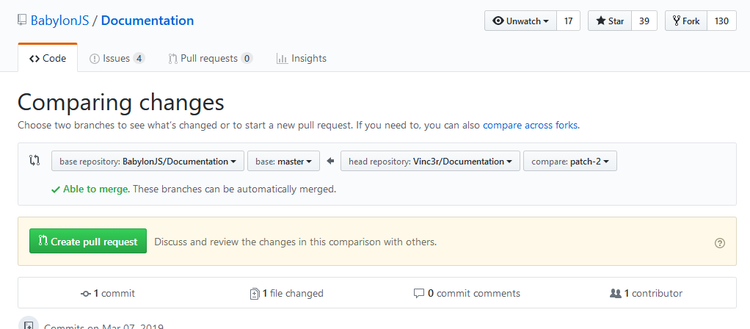 BabylonJS / Documentation
Unwatch 17 Star 39 Fork 130
Code Issues 4 Pull requests 0 Insights
Comparing changes
Choose two branches to see what's changed or to start a new pull request. If you need to, you can also compare across forks.
base repository: BabylonJS/Documentation base: master head repository: Vinc3r/Documentation compare: patch-2
Able to merge. These branches can be automatically merged.
Create pull request Discuss and review the changes in this comparison with others.
1 commit 1 file changed 0 commit comments 1 contributor
Commits on Mar 07, 2019